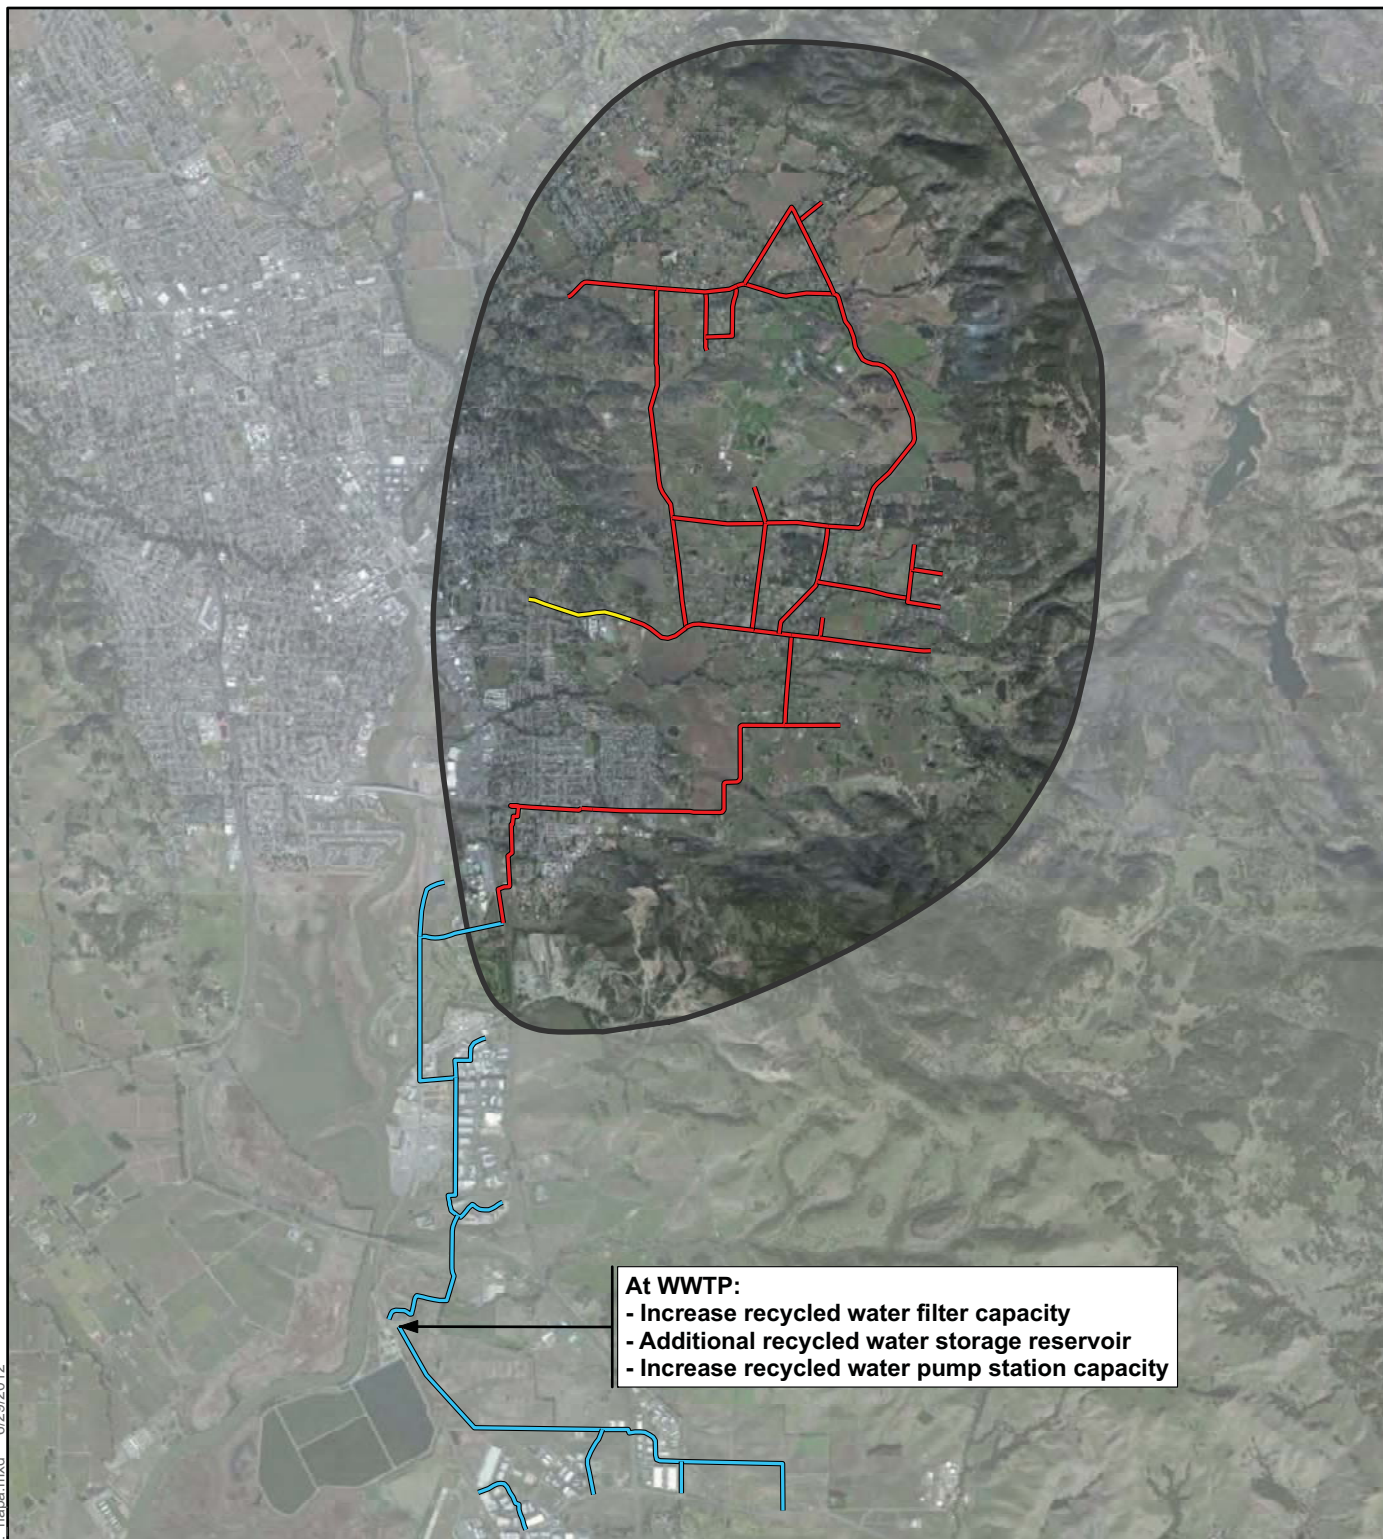 At WWTP:
- Increase recycled water filter capacity
- Additional recycled water storage reservoir
- Increase recycled water pump station capacity